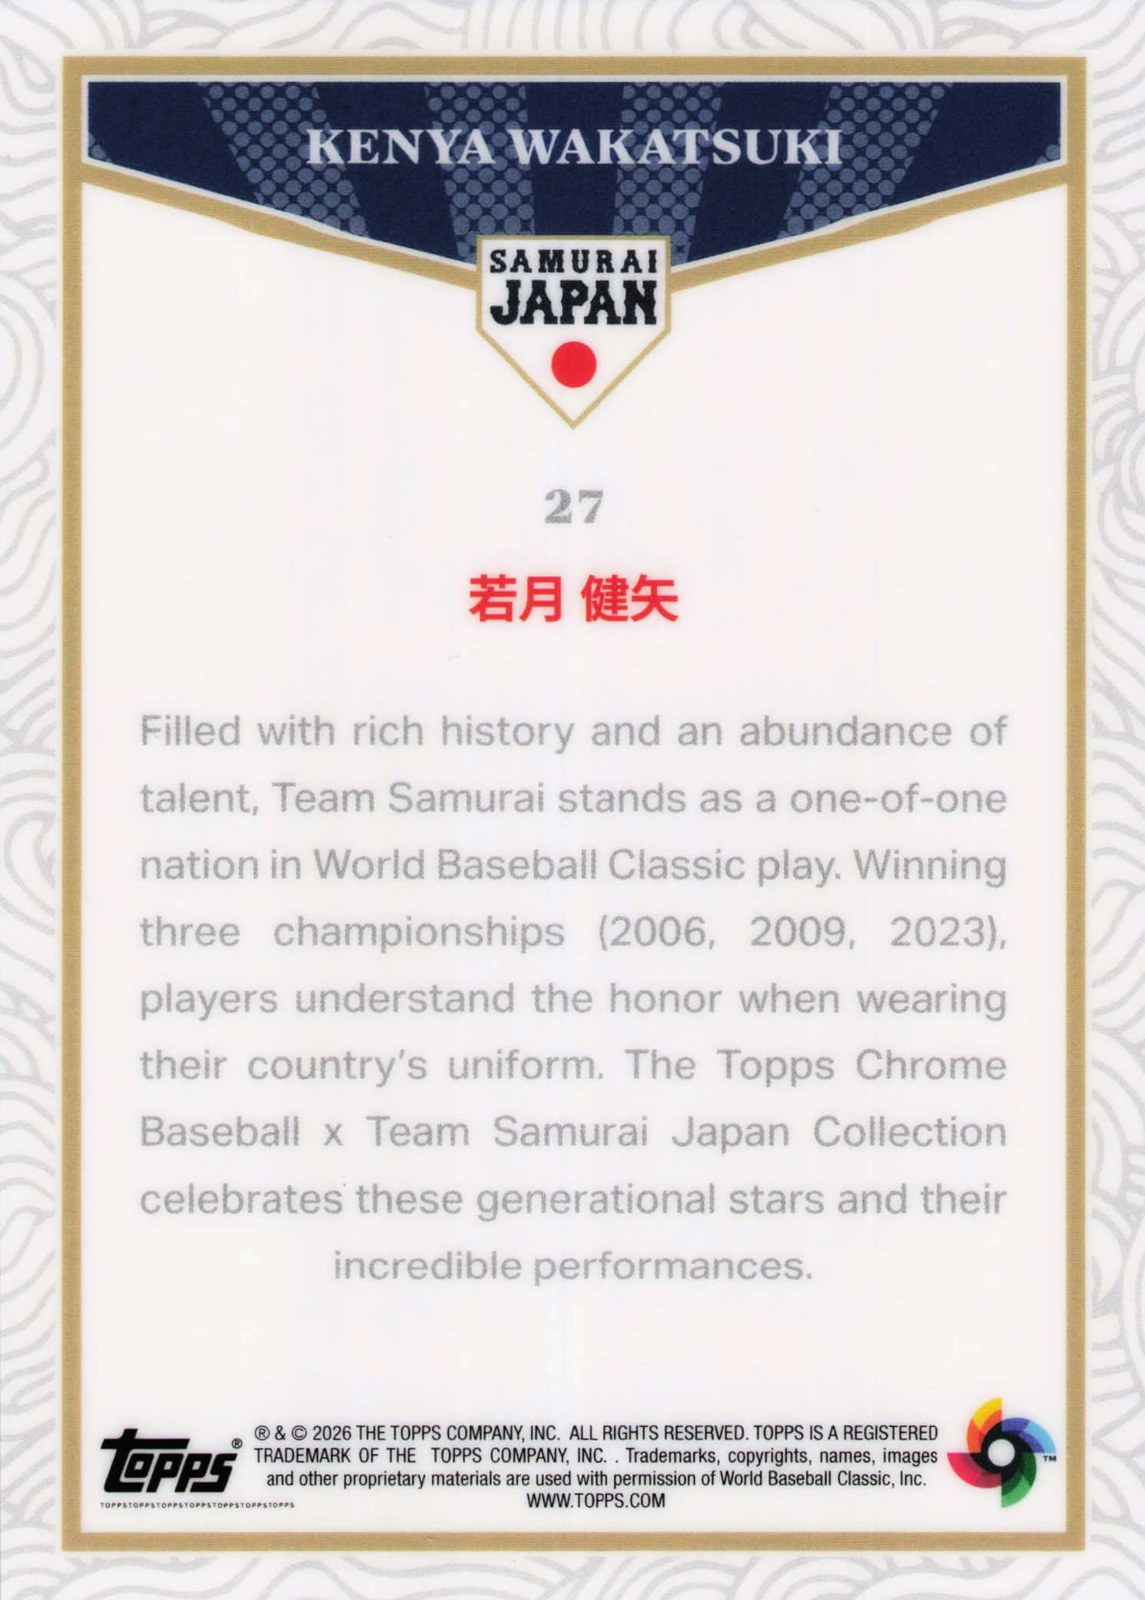 KENYA WAKATSUKI
SAMURAI
JAPAN
27
若月 健矢
Filled with rich history and an abundance of
talent, Team Samurai stands as a one-of-one
nation in World Baseball Classic play. Winning
three championships (2006, 2009, 2023),
players understand the honor when wearing
their country's uniform. The Topps Chrome
Baseball x Team Samurai Japan Collection
celebrates these generational stars and their
incredible performances.
topps®
TOPPSTOPPSTOPPSTOPPSTOPPSTOPPSTOPPS
® & © 2026 THE TOPPS COMPANY, INC. ALL RIGHTS RESERVED. TOPPS IS A REGISTERED
TRADEMARK OF THE TOPPS COMPANY, INC. . Trademarks, copyrights, names, images
and other proprietary materials are used with permission of World Baseball Classic, Inc.
WWW.TOPPS.COM
TM